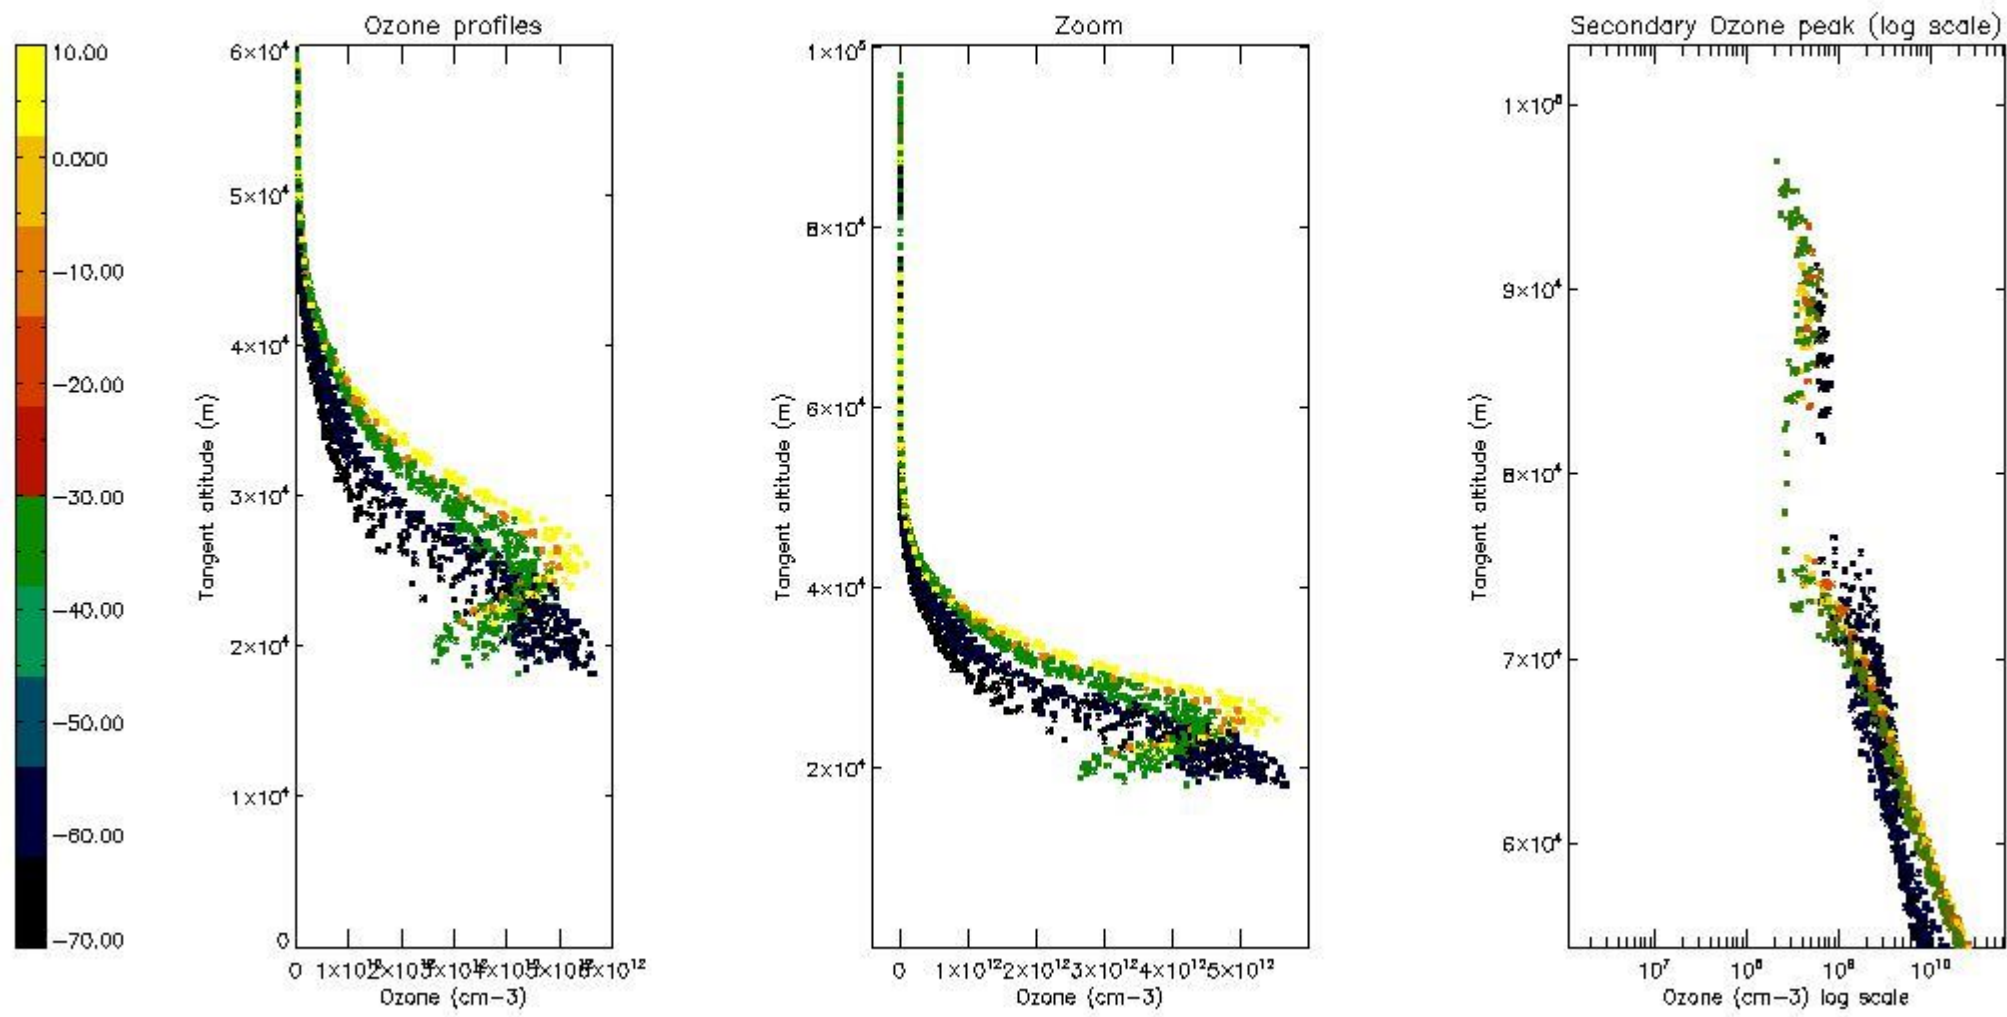 Ozone profiles
Zoom
Secondary Ozone peak (log scale)
10.00
0.000
-10.00
-20.00
-30.00
-40.00
-50.00
-60.00
-70.00
6×10⁴
5×10⁴
4×10⁴
3×10⁴
2×10⁴
1×10⁴
0
Tangent altitude (m)
0 1×10¹²
Ozone (cm-3)
1×10⁵
8×10⁴
6×10⁴
4×10⁴
2×10⁴
Tangent altitude (m)
0 1×10¹² 2×10¹² 3×10¹² 4×10¹² 5×10¹²
Ozone (cm-3)
9×10⁴
8×10⁴
7×10⁴
6×10⁴
Tangent altitude (m)
10⁷ 10¹⁰
Ozone (cm-3) log scale